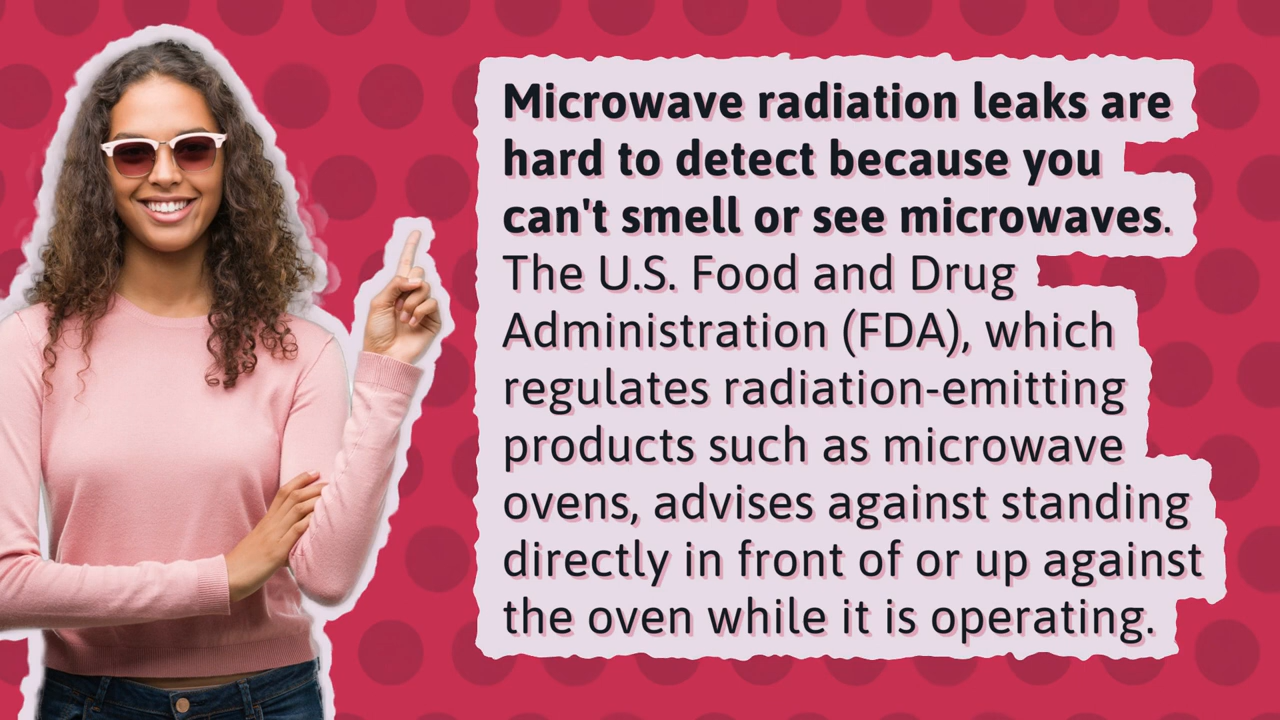 Microwave radiation leaks are
hard to detect because you
can't smell or see microwaves.
The U.S. Food and Drug
Administration (FDA), which
regulates radiation-emitting
products such as microwave
ovens, advises against standing
directly in front of or up against
the oven while it is operating.